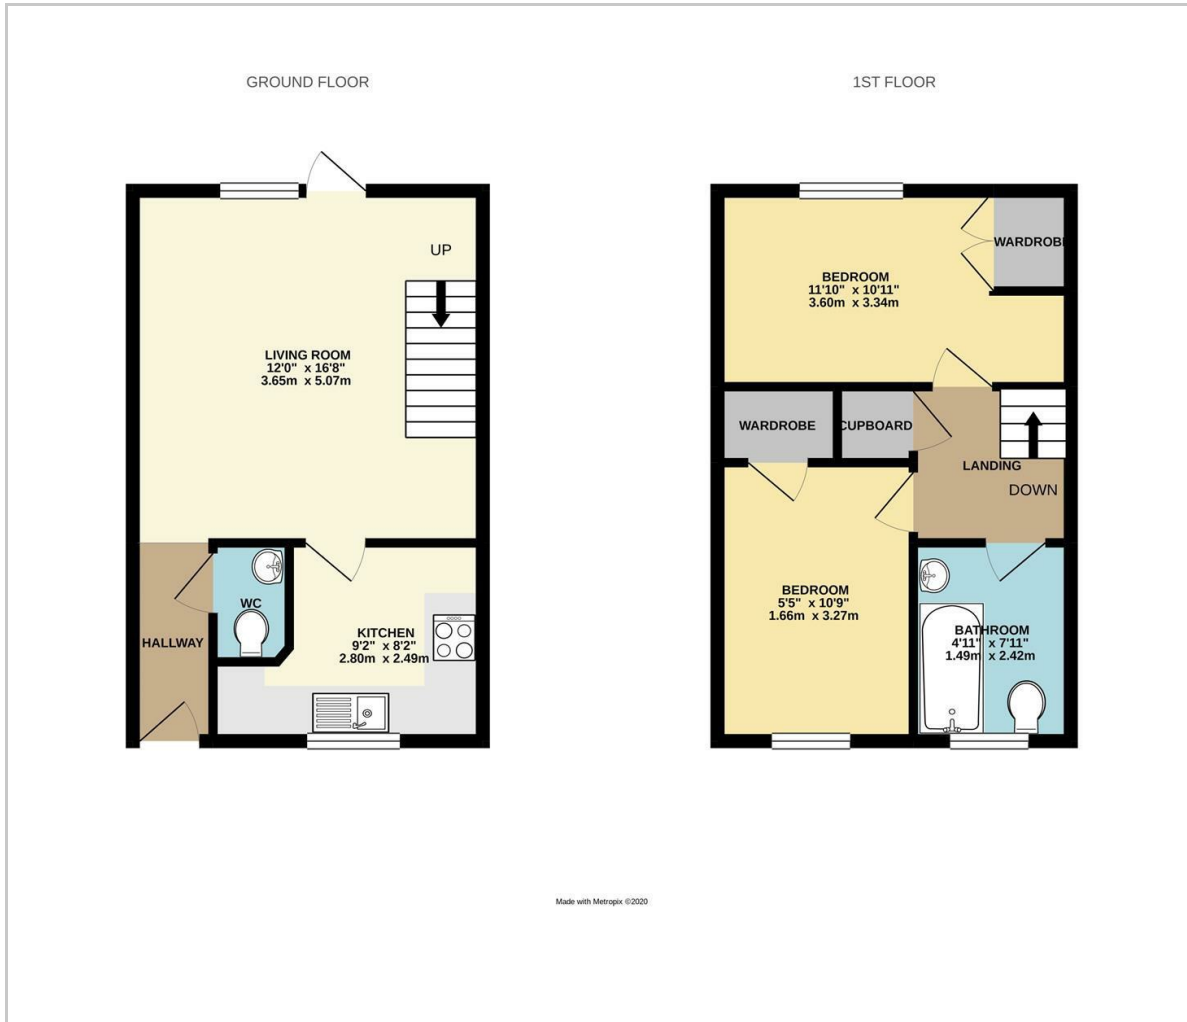 GROUND FLOOR
UP
LIVING ROOM
12'0" x 16'8"
3.65m x 5.07m
WC
HALLWAY
KITCHEN
9'2" x 8'2"
2.80m x 2.49m
1ST FLOOR
WARDROBE
BEDROOM
11'10" x 10'11"
3.60m x 3.34m
WARDROBE
CUPBOARD
LANDING
DOWN
BEDROOM
5'5" x 10'9"
1.66m x 3.27m
BATHROOM
4'11" x 7'11"
1.49m x 2.42m
Made with Metropix ©2020